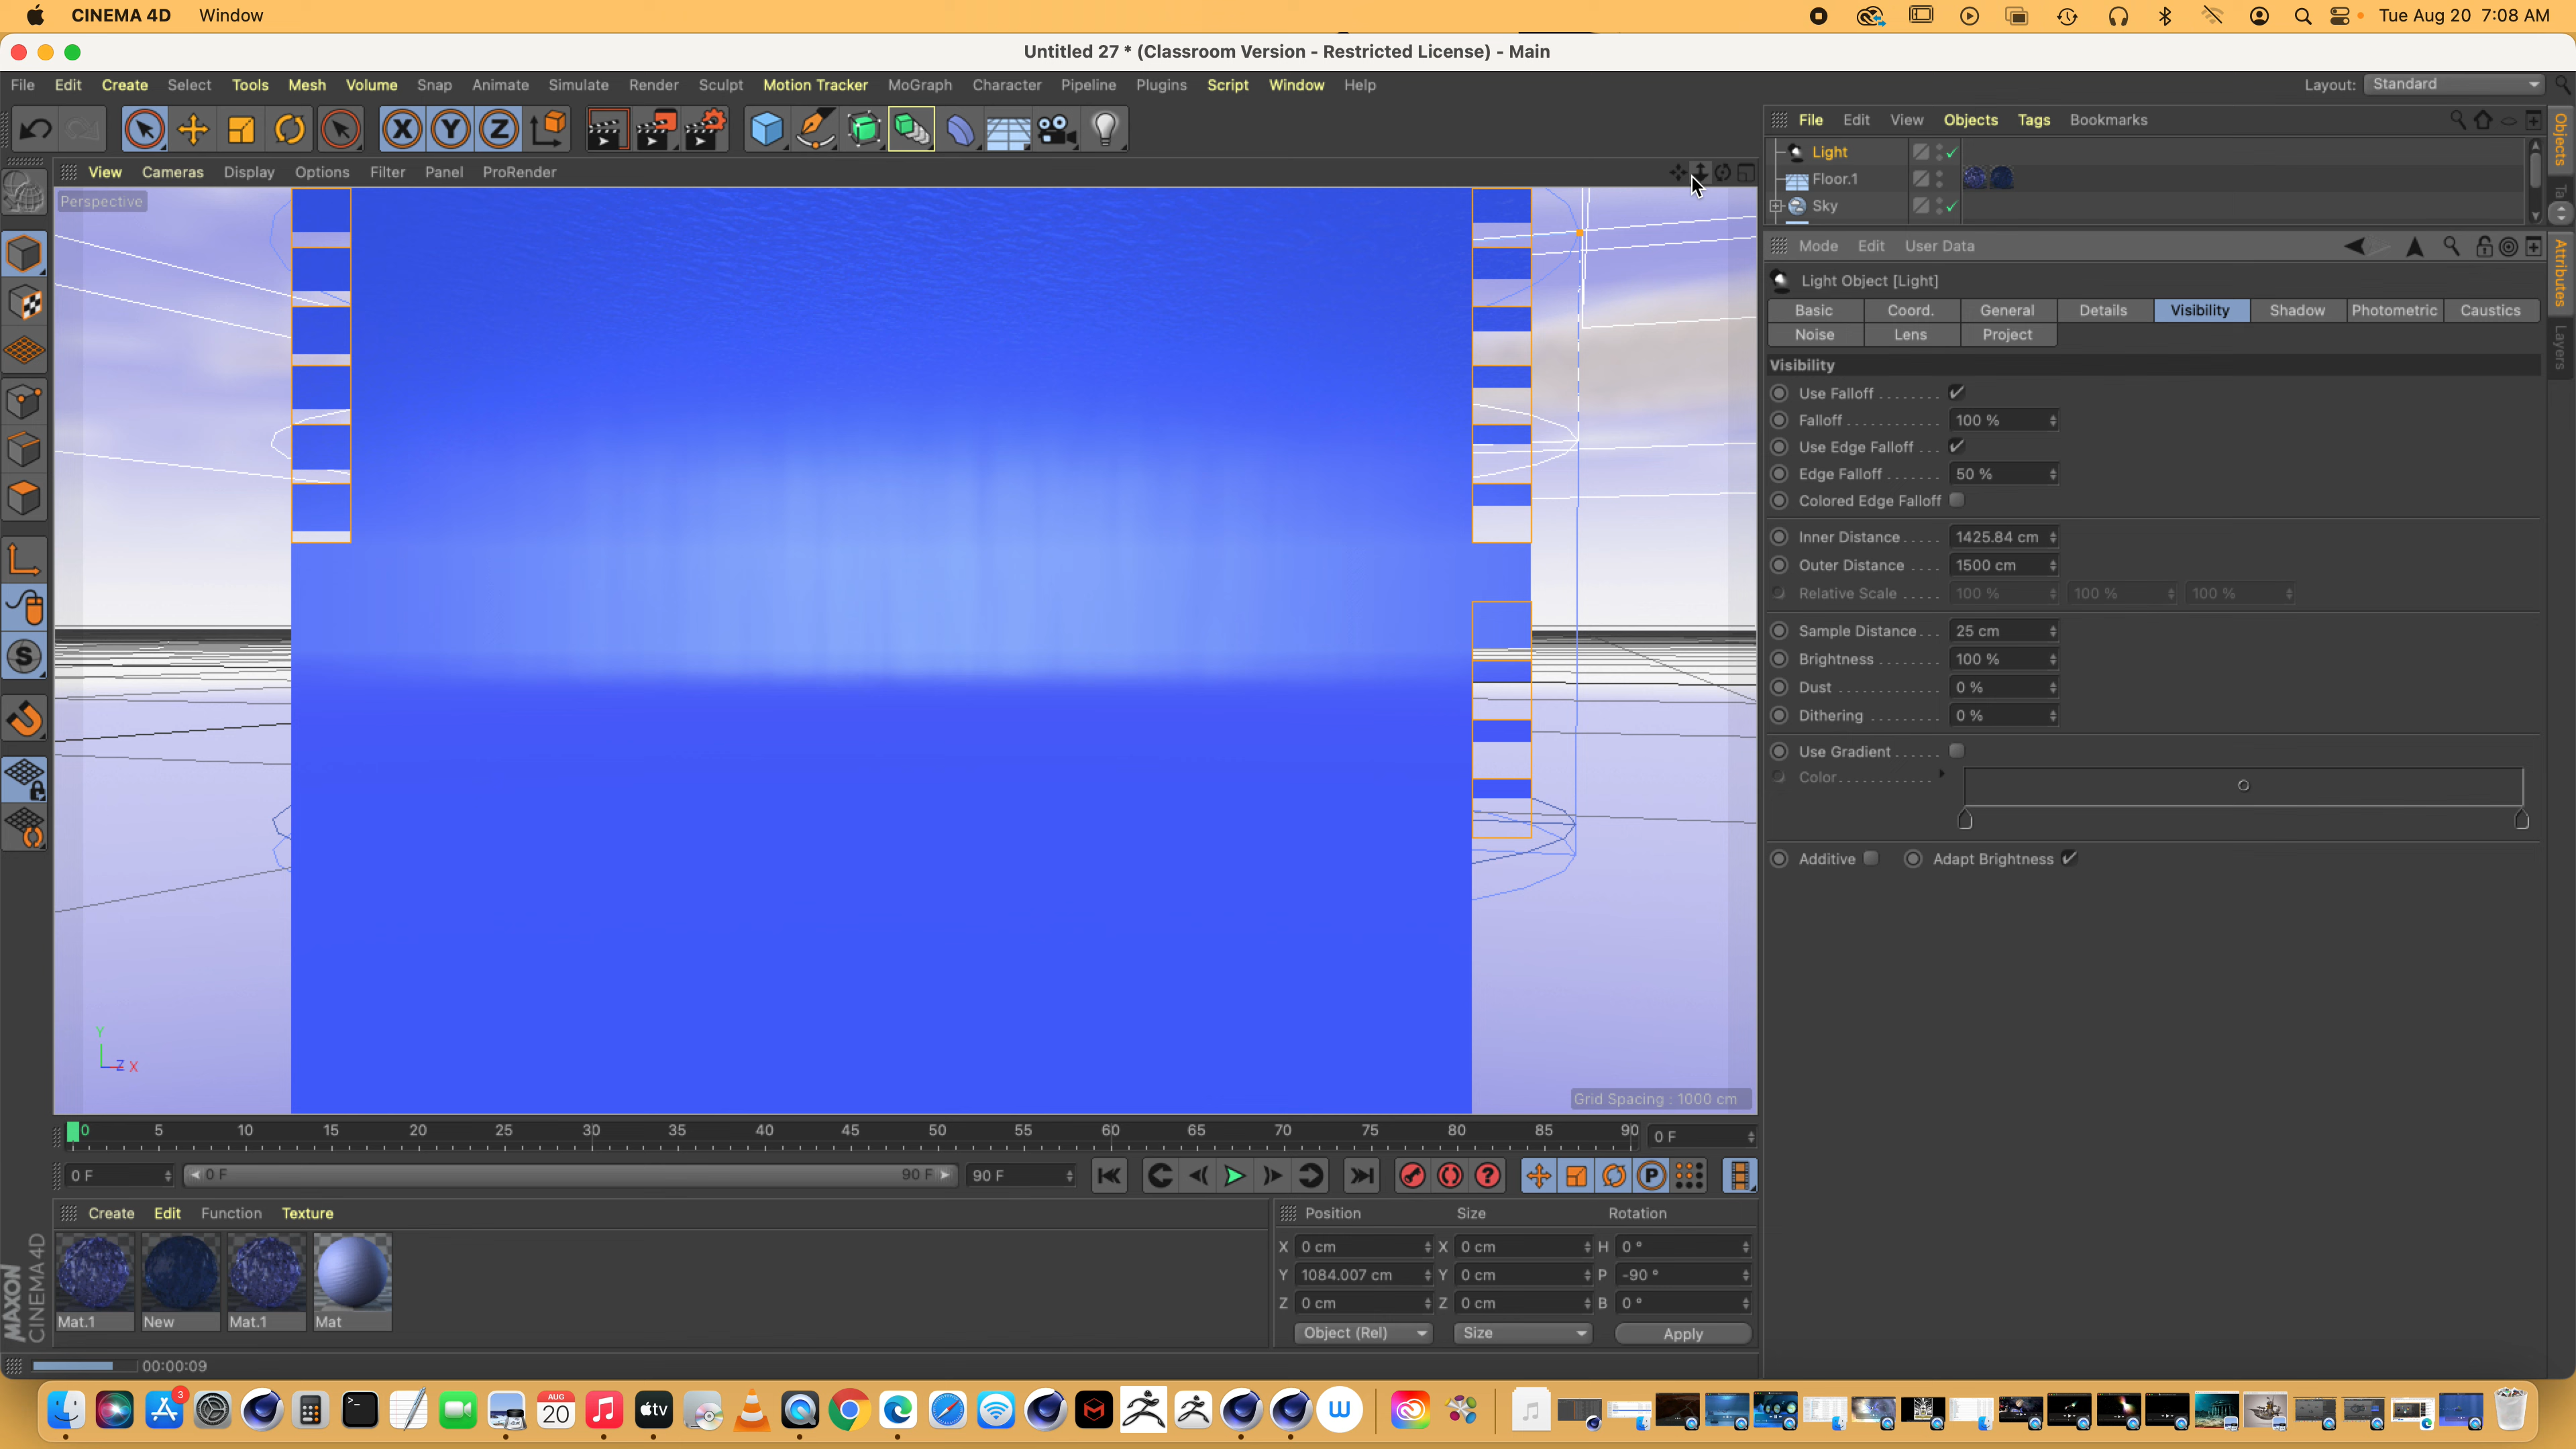 CINEMA 4D Window Tue Aug 20 7:08 AM
Untitled 27 * (Classroom Version - Restricted License) - Main
File Edit Create Select Tools Mesh Volume Snap Animate Simulate Render Sculpt Motion Tracker MoGraph Character Pipeline Plugins Script Window Help Layout: Standard
X Y Z
File Edit View Objects Tags Bookmarks
Objects
View Cameras Display Options Filter Panel ProRender
Perspective
Light
Floor.1
Sky
Mode Edit User Data
Attributes
Layers
Light Object [Light]
Basic Coord. General Details Visibility Shadow Photometric Caustics
Noise Lens Project
Visibility
Use Falloff
Falloff 100 %
Use Edge Falloff
Edge Falloff 50 %
Colored Edge Falloff
Inner Distance 1425.84 cm
Outer Distance 1500 cm
Relative Scale 100 % 100 % 100 %
Sample Distance 25 cm
Brightness 100 %
Dust 0 %
Dithering 0 %
Use Gradient
Color
Additive Adapt Brightness
S
Y
Z X
Grid Spacing : 1000 cm
0 5 10 15 20 25 30 35 40 45 50 55 60 65 70 75 80 85 90 0 F
0 F 0 F 90 F 90 F P
Create Edit Function Texture
Position Size Rotation
X 0 cm X 0 cm H 0 °
Y 1084.007 cm Y 0 cm P -90 °
Z 0 cm Z 0 cm B 0 °
Object (Rel) Size Apply
Mat.1 New Mat.1 Mat
MAXON
CINEMA 4D
00:00:09
3
AUG
20
tv